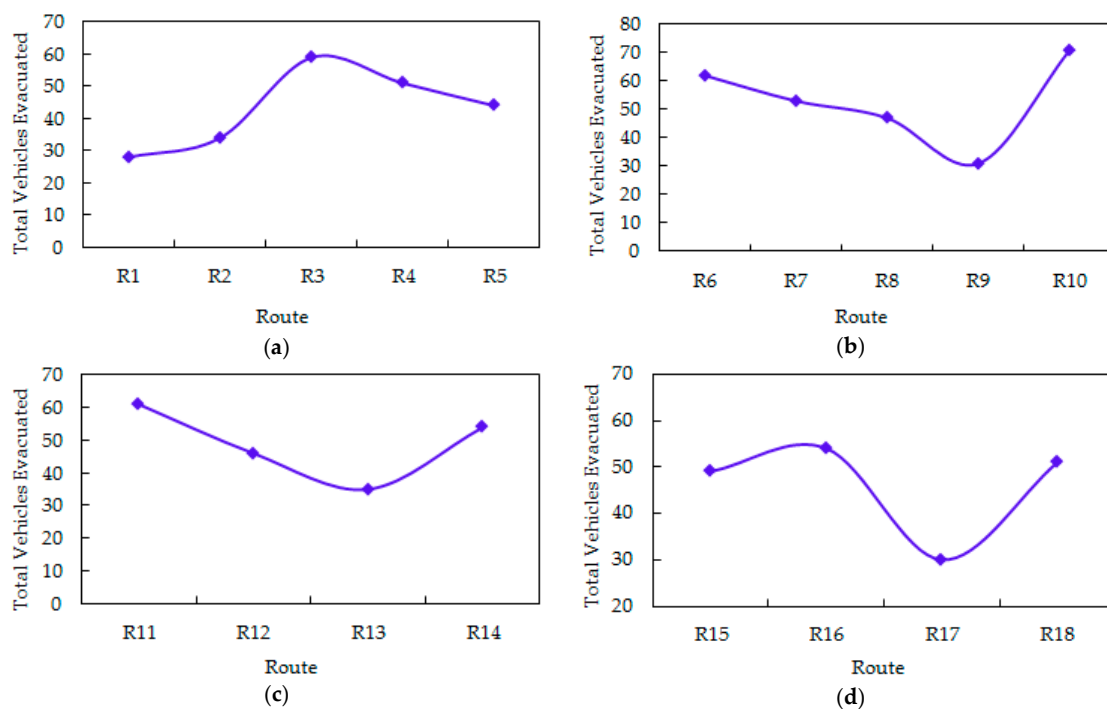 Total Vehicles Evacuated
70
60
50
40
30
20
10
0
R1 R2 R3 R4 R5
Route
(a)
Total Vehicles Evacuated
80
70
60
50
40
30
20
10
0
R6 R7 R8 R9 R10
Route
(b)
Total Vehicles Evacuated
70
60
50
40
30
20
10
0
R11 R12 R13 R14
Route
(c)
Total Vehicles Evacuated
70
60
50
40
30
20
R15 R16 R17 R18
Route
(d)